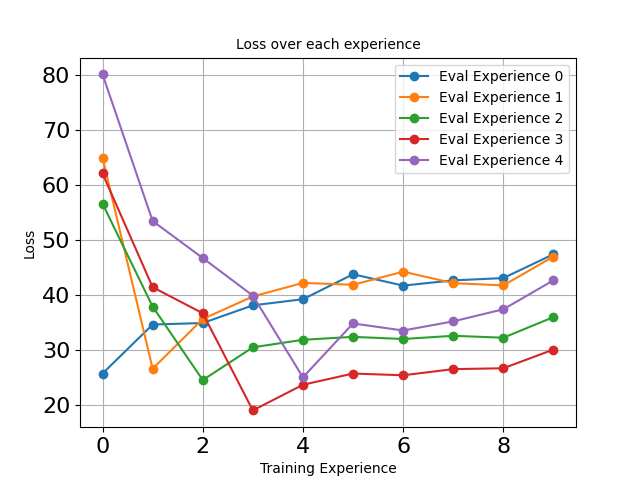 Loss over each experience
80
70
60
50
40
30
20
Loss
Eval Experience 0
Eval Experience 1
Eval Experience 2
Eval Experience 3
Eval Experience 4
0 2 4 6 8
Training Experience